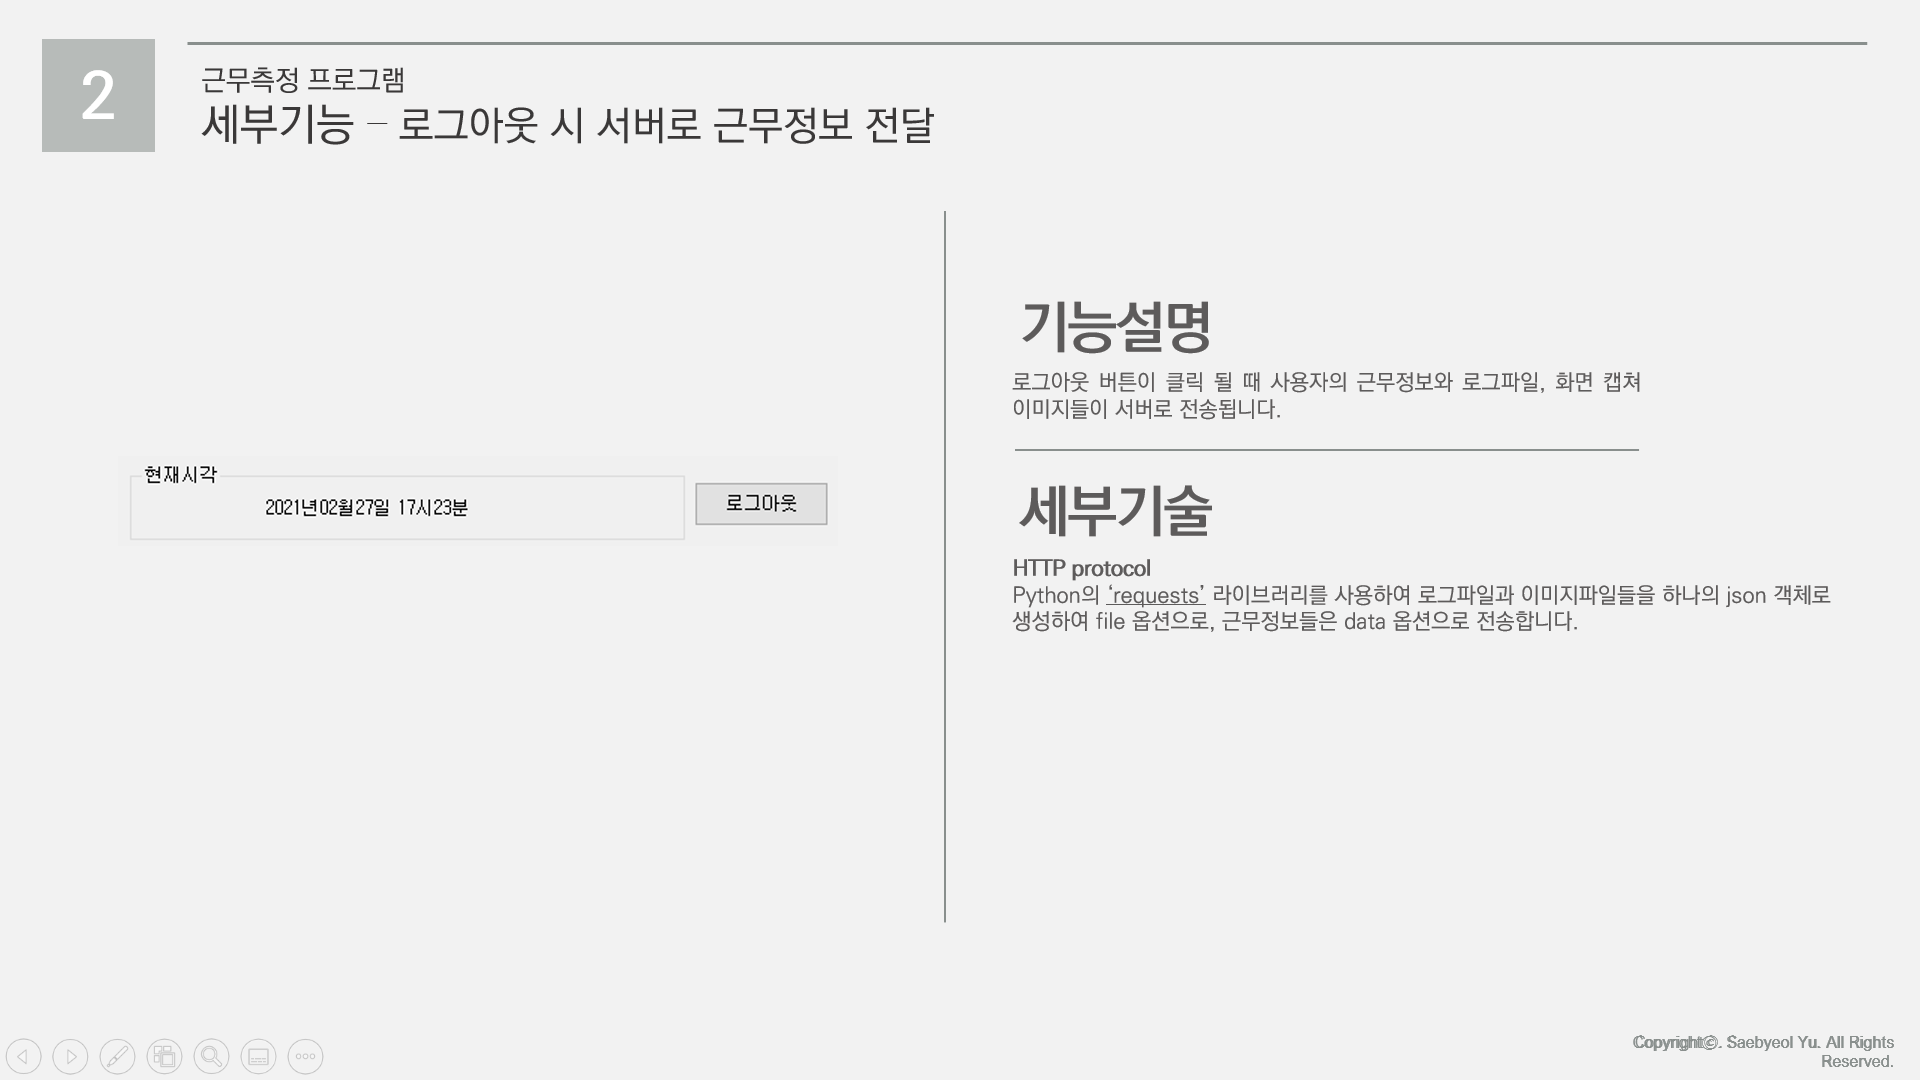 2
근무측정 프로그램
세부기능 – 로그아웃 시 서버로 근무정보 전달
현재시각
2021년02월27일 17시23분
로그아웃
기능설명
로그아웃 버튼이 클릭 될 때 사용자의 근무정보와 로그파일, 화면 캡쳐
이미지들이 서버로 전송됩니다.
세부기술
HTTP protocol
Python의 ‘requests’ 라이브러리를 사용하여 로그파일과 이미지파일들을 하나의 json 객체로
생성하여 file 옵션으로, 근무정보들은 data 옵션으로 전송합니다.
Copyright©. Saebyeol Yu. All Rights
Reserved.